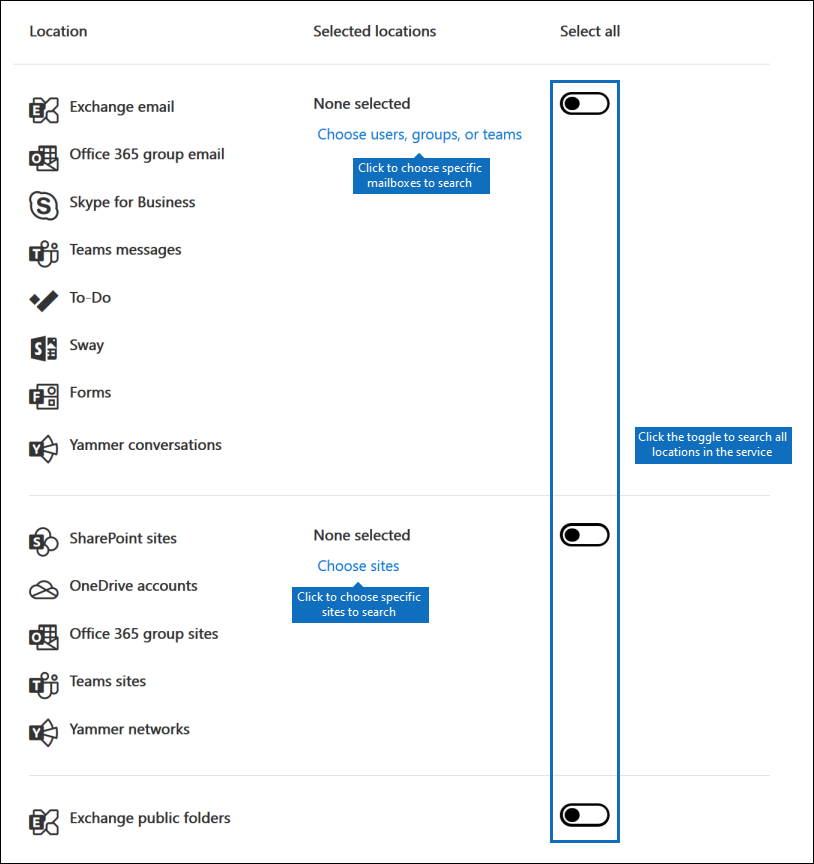 Location Selected locations Select all
Exchange email
None selected
Choose users, groups, or teams
Click to choose specific
mailboxes to search
Office 365 group email
Skype for Business
Teams messages
To-Do
Sway
Forms
Yammer conversations
Click the toggle to search all
locations in the service
SharePoint sites
None selected
Choose sites
Click to choose specific
sites to search
OneDrive accounts
Office 365 group sites
Teams sites
Yammer networks
Exchange public folders